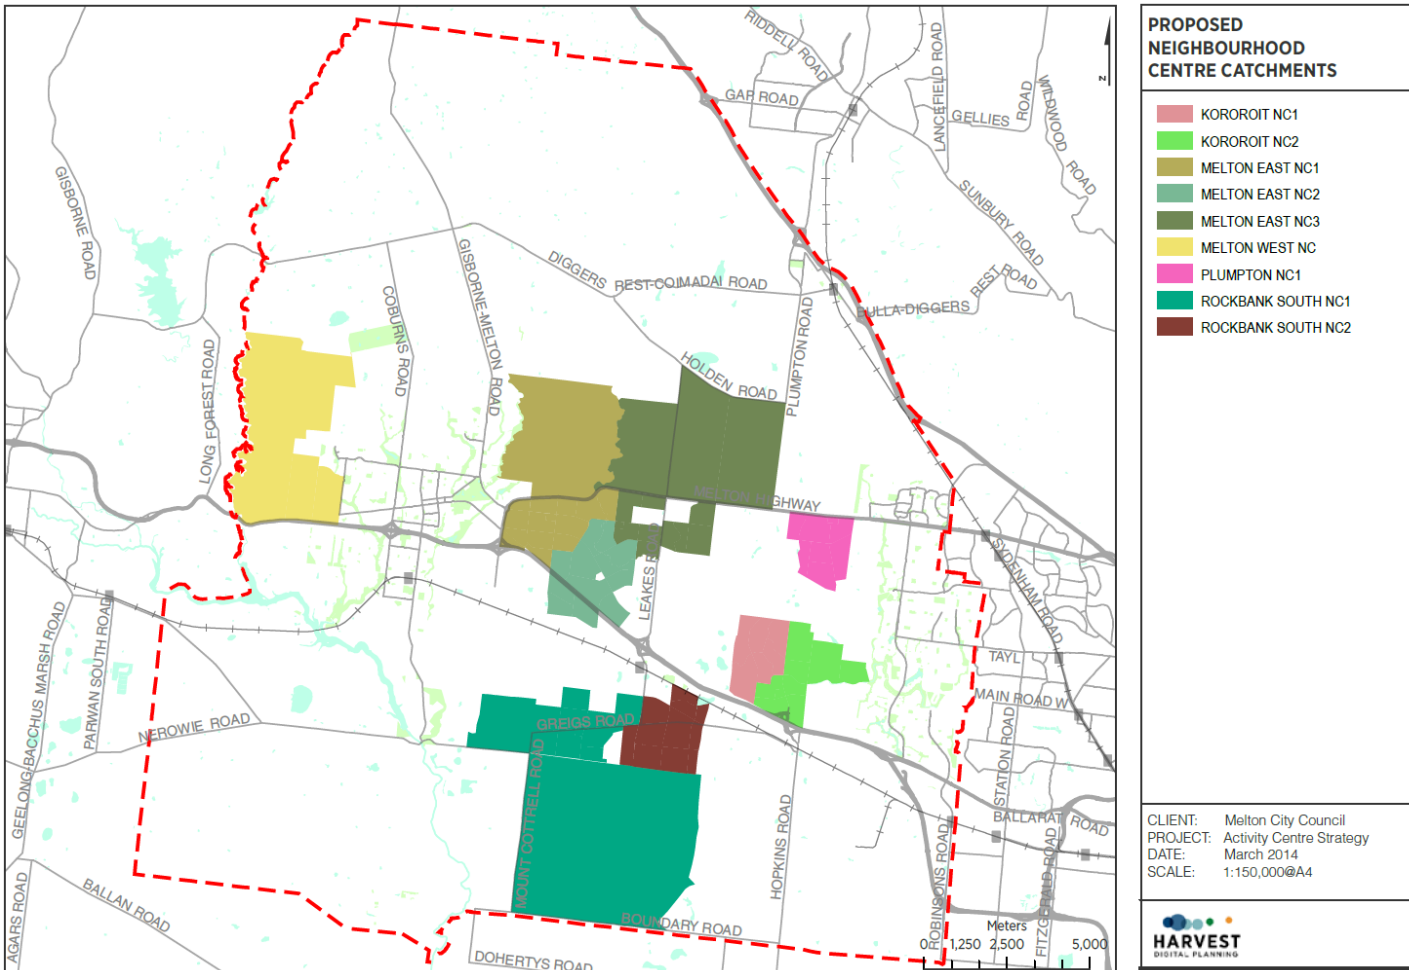 PROPOSED
NEIGHBOURHOOD
CENTRE CATCHMENTS
KOROROIT NC1
KOROROIT NC2
MELTON EAST NC1
MELTON EAST NC2
MELTON EAST NC3
MELTON WEST NC
PLUMPTON NC1
ROCKBANK SOUTH NC1
ROCKBANK SOUTH NC2
CLIENT: Melton City Council
PROJECT: Activity Centre Strategy
DATE: March 2014
SCALE: 1:150,000@A4
HARVEST
DIGITAL PLANNING
RIDDELL ROAD
GAP ROAD
LANCEFIELD ROAD
GELLIES ROAD
WILDWOOD ROAD
SUNBURY ROAD
BULLA-DIGGERS REST ROAD
GISBORNE ROAD
GISBORNE-MELTON ROAD
DIGGERS REST-COIMADAI ROAD
COBURNS ROAD
LONG FOREST ROAD
HOLDEN ROAD
PLUMPTON ROAD
MELTON HIGHWAY
LEAKES ROAD
SYDENHAM ROAD
TAYL
MAIN ROAD W
STATION ROAD
BALLARAT ROAD
GEELONG-BACCHUS MARSH ROAD
PARWAN SOUTH ROAD
NEROWIE ROAD
GREIGS ROAD
MOUNT COTTRELL ROAD
HOPKINS ROAD
ROBINSONS ROAD
FITZGERALD ROAD
AGARS ROAD
BALLAN ROAD
BOUNDARY ROAD
DOHERTYS ROAD
Meters
0 1,250 2,500 5,000
N